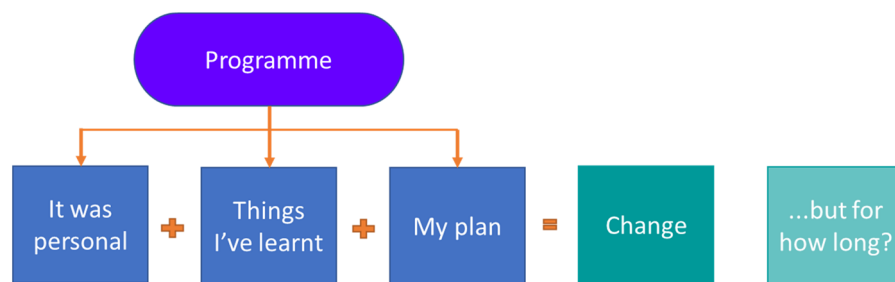 Programme
It was
personal
+
Things
I've learnt
+
My plan
=
Change
...but for
how long?